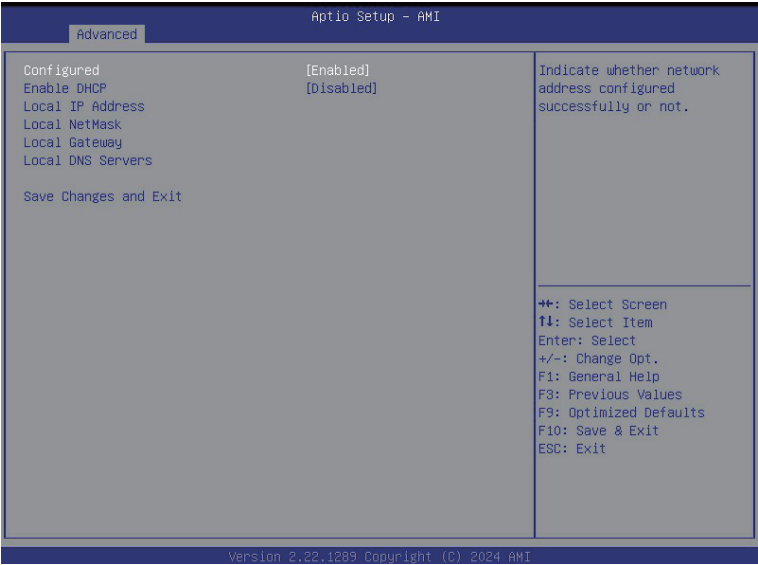 Aptio Setup – AMI
Advanced
Configured [Enabled]
Enable DHCP [Disabled]
Local IP Address
Local NetMask
Local Gateway
Local DNS Servers
Save Changes and Exit
Indicate whether network
address configured
successfully or not.
→←: Select Screen
↑↓: Select Item
Enter: Select
+/-: Change Opt.
F1: General Help
F3: Previous Values
F9: Optimized Defaults
F10: Save & Exit
ESC: Exit
Version 2.22.1289 Copyright (C) 2024 AMI